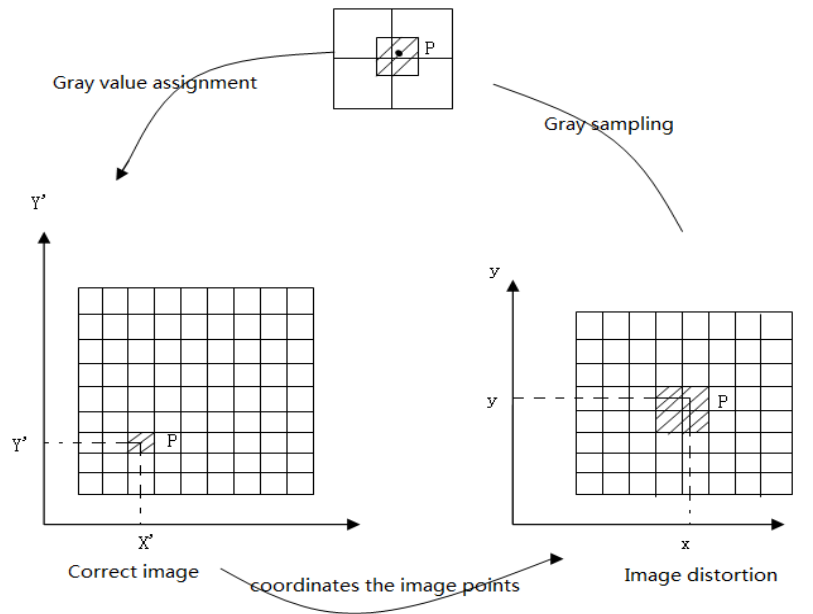 P
Gray value assignment
Gray sampling
Y’
y
y
P
Y’
P
X’
x
Correct image
coordinates the image points
Image distortion